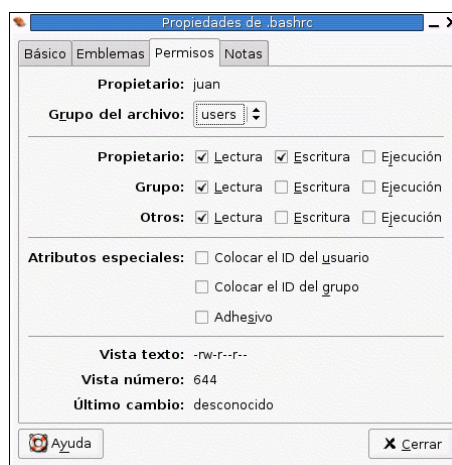 Propiedades de .bashrc
Básico Emblemas Permisos Notas
Propietario: juan
Grupo del archivo: users
Propietario: Lectura Escritura Ejecución
Grupo: Lectura Escritura Ejecución
Otros: Lectura Escritura Ejecución
Atributos especiales: Colocar el ID del usuario
Colocar el ID del grupo
Adhesivo
Vista texto: -rw-r--r--
Vista número: 644
Último cambio: desconocido
Ayuda Cerrar